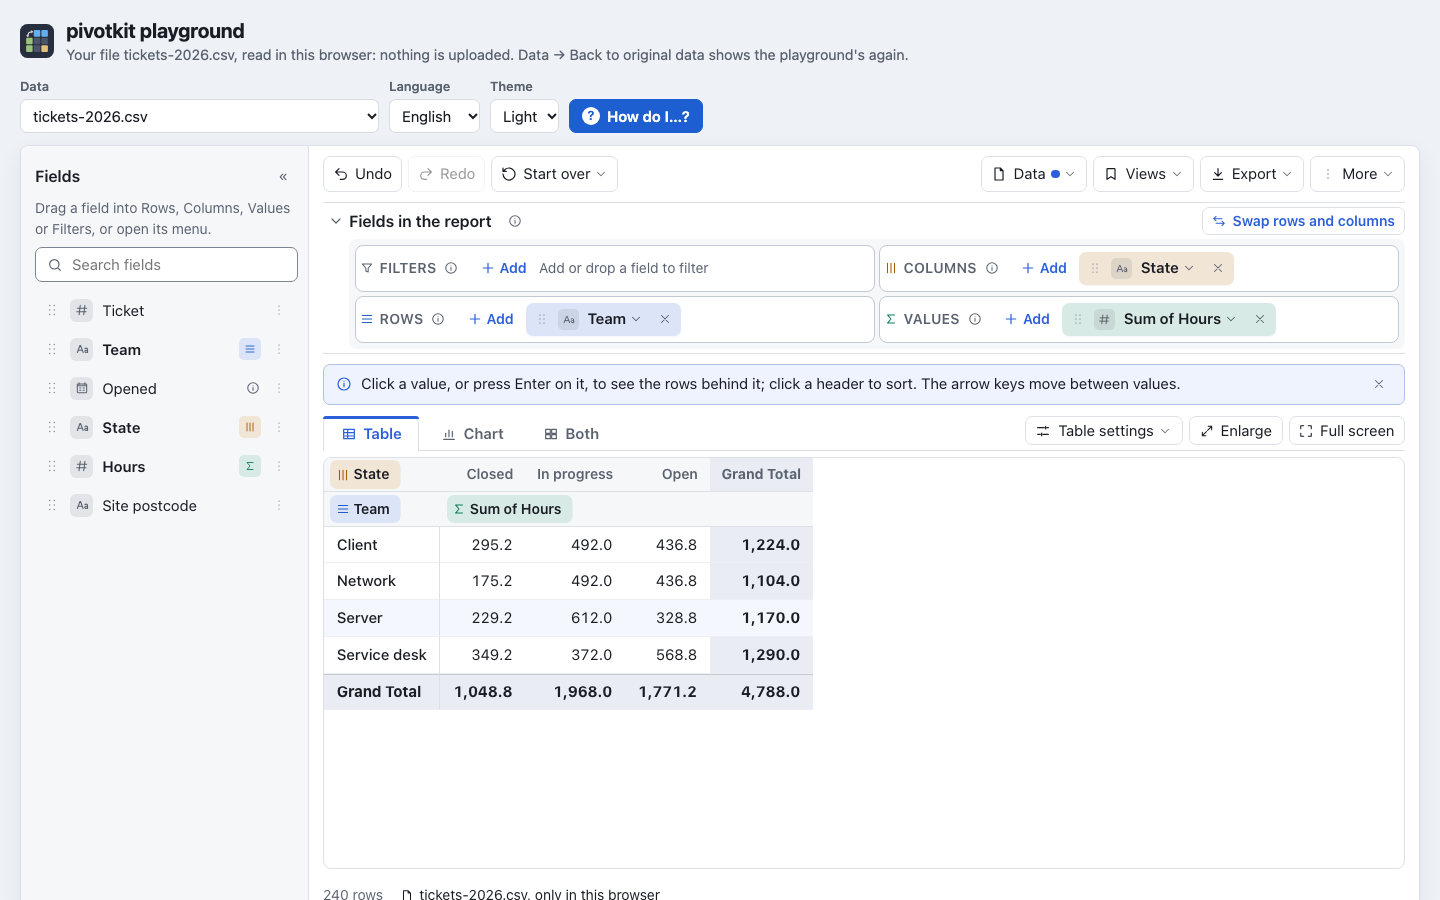 pivotkit playground
Your file tickets-2026.csv, read in this browser: nothing is uploaded. Data → Back to original data shows the playground's again.
Data
Language
Theme
tickets-2026.csv
English
Light
? How do I...?
Fields
«
Drag a field into Rows, Columns, Values
or Filters, or open its menu.
Search fields
# Ticket
Aa Team
Opened
Aa State
# Hours Σ
Aa Site postcode
Undo
Redo
Start over
Data
Views
Export
More
Fields in the report
Swap rows and columns
FILTERS + Add Add or drop a field to filter
COLUMNS + Add Aa State
ROWS + Add Aa Team
Σ VALUES + Add # Sum of Hours
Click a value, or press Enter on it, to see the rows behind it; click a header to sort. The arrow keys move between values.
Table
Chart
Both
Table settings
Enlarge
Full screen
State Closed In progress Open Grand Total
Team Σ Sum of Hours
Client 295.2 492.0 436.8 1,224.0
Network 175.2 492.0 436.8 1,104.0
Server 229.2 612.0 328.8 1,170.0
Service desk 349.2 372.0 568.8 1,290.0
Grand Total 1,048.8 1,968.0 1,771.2 4,788.0
240 rows tickets-2026.csv, only in this browser